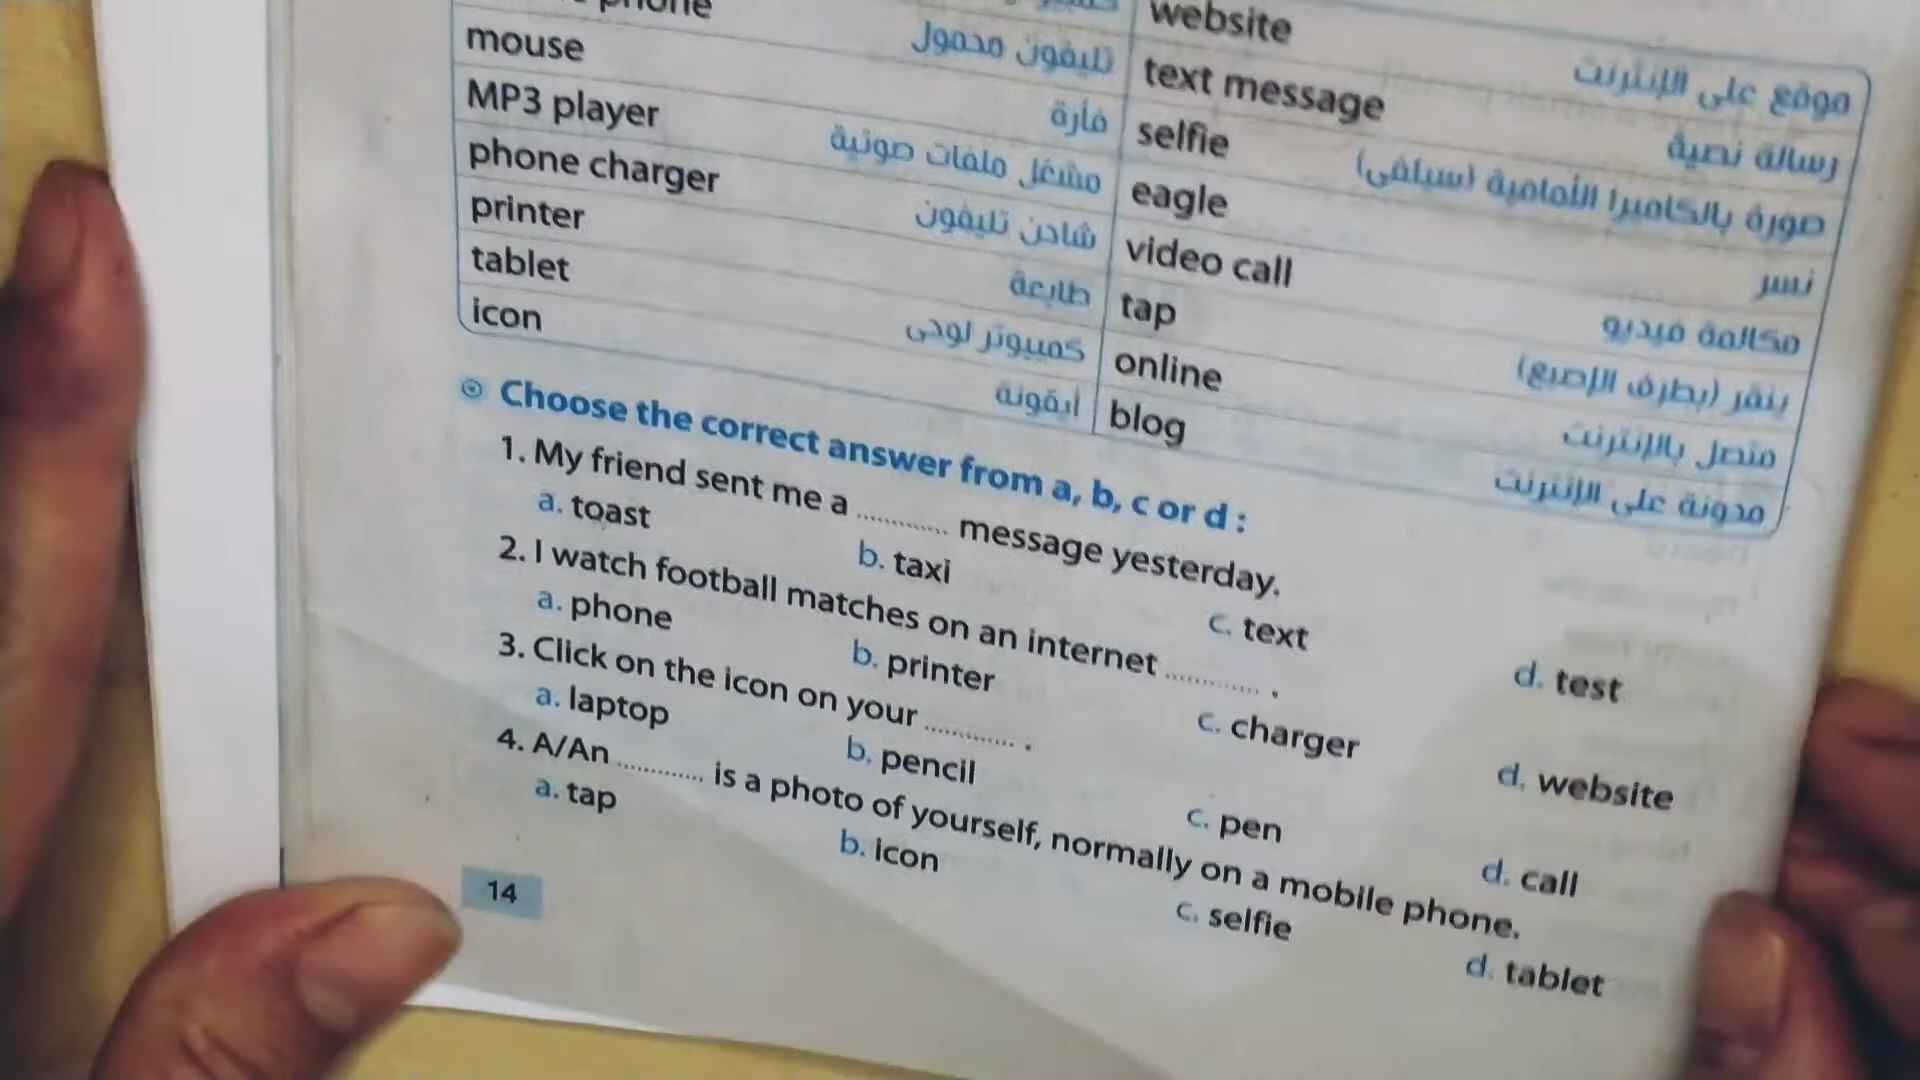 phone
website
موقع على الإنترنت
mouse
تليفون محمول
text message
رسالة نصية
MP3 player
فأرة
selfie
صورة بالكاميرا الأمامية (سيلفى)
phone charger
مشغل ملفات صوتية
eagle
نسر
printer
شاحن تليفون
video call
مكالمة فيديو
tablet
طابعة
tap
ينقر (بطرف الإصبع)
icon
كمبيوتر لوحى
online
متصل بالإنترنت
أيقونة
blog
مدونة على الإنترنت
Choose the correct answer from a, b, c or d :
1. My friend sent me a ............ message yesterday.
a. toast b. taxi c. text d. test
2. I watch football matches on an internet ............ .
a. phone b. printer c. charger d. website
3. Click on the icon on your ............ .
a. laptop b. pencil c. pen d. call
4. A/An ............ is a photo of yourself, normally on a mobile phone.
a. tap b. icon c. selfie d. tablet
14